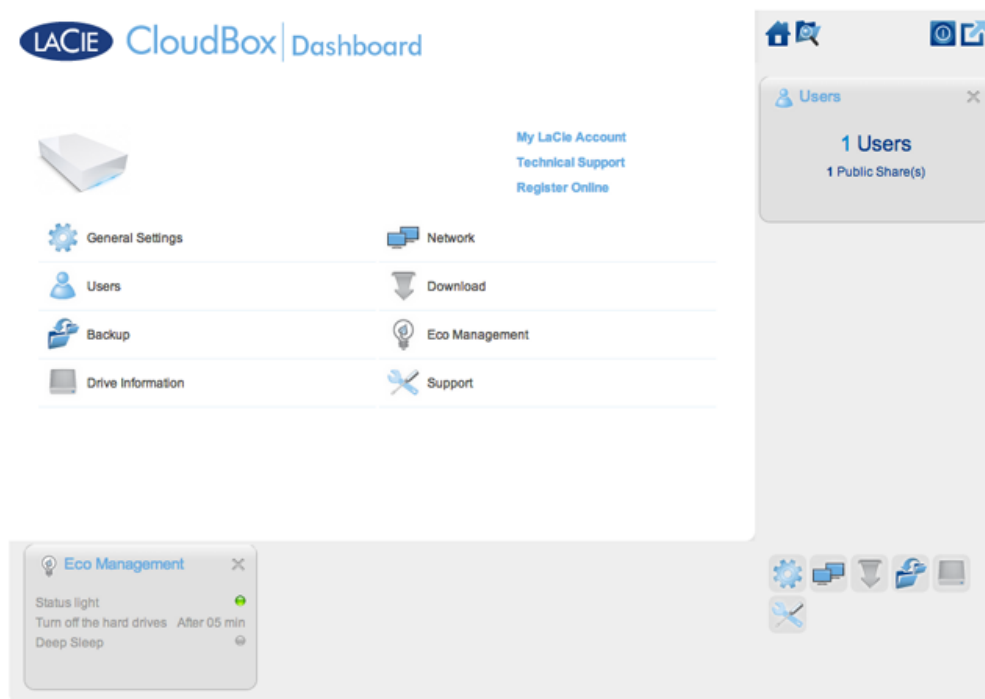 LACIE CloudBox Dashboard
Users
1 Users
1 Public Share(s)
My LaCie Account
Technical Support
Register Online
General Settings
Network
Users
Download
Backup
Eco Management
Drive Information
Support
Eco Management
Status light
Turn off the hard drives After 05 min
Deep Sleep